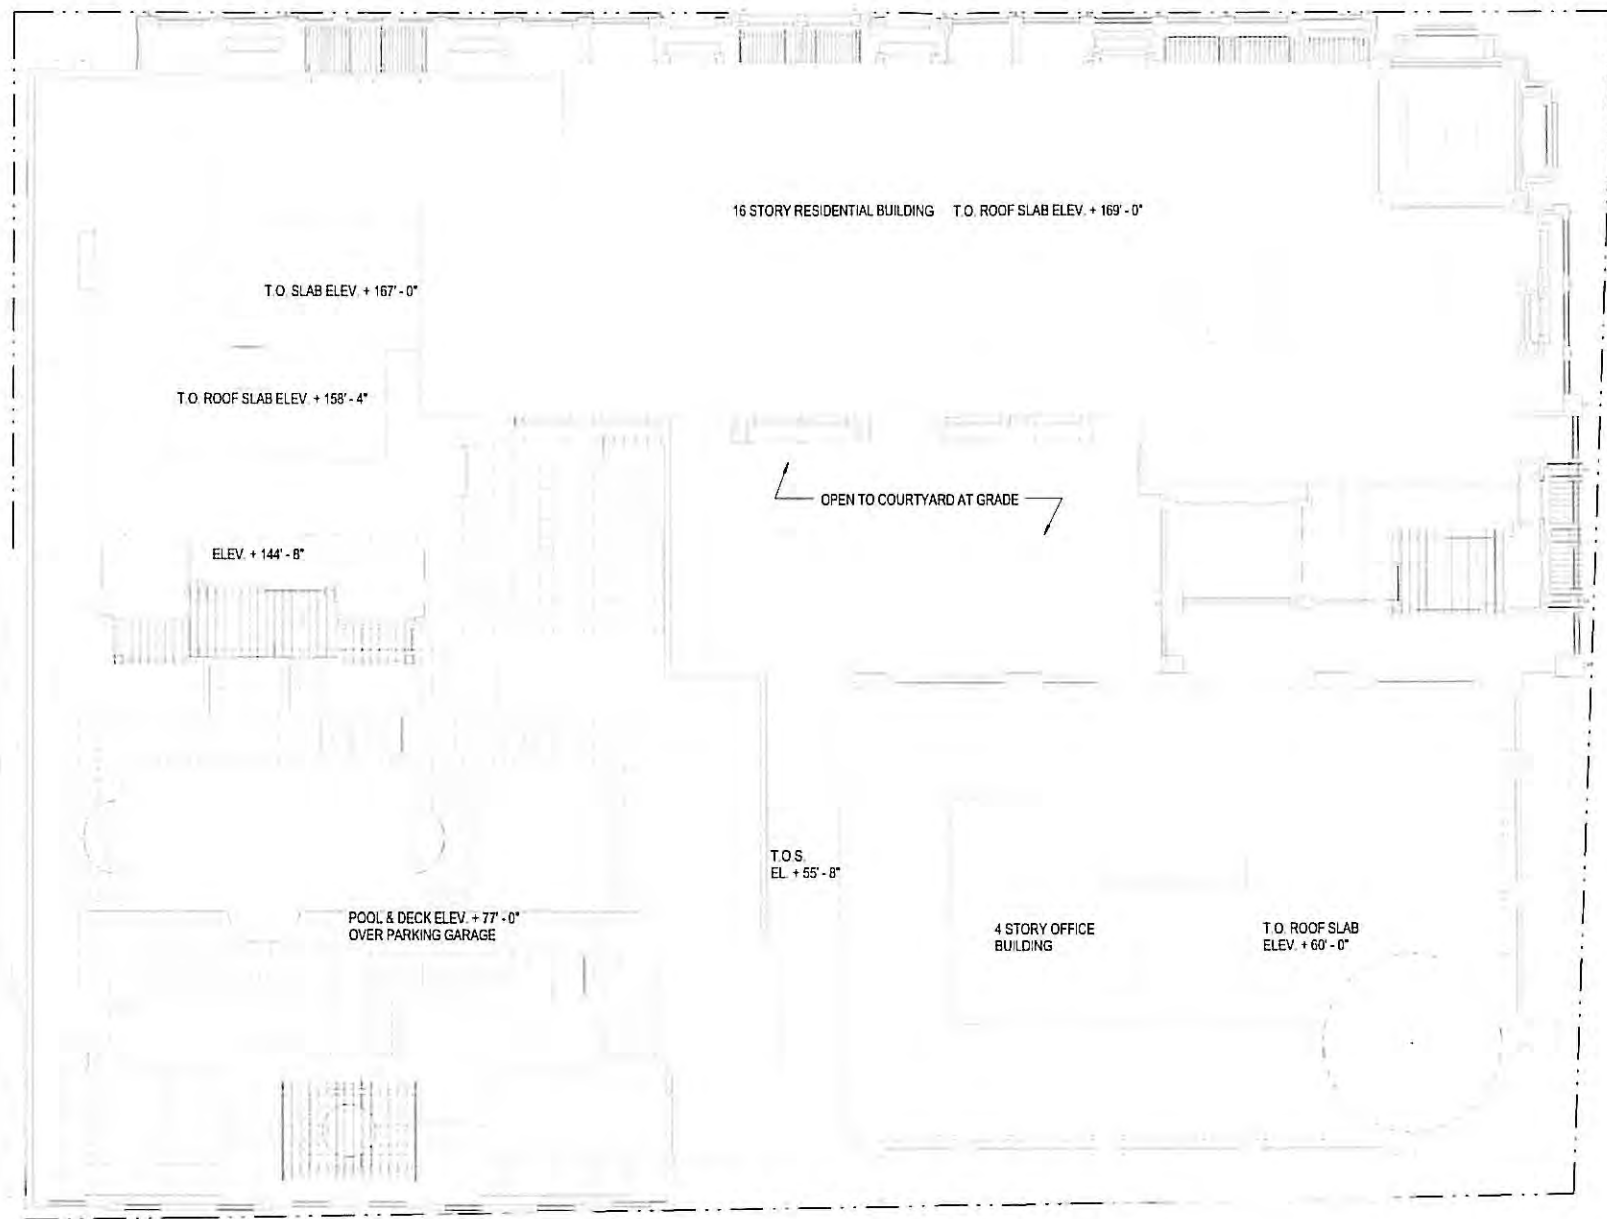 16 STORY RESIDENTIAL BUILDING T.O. ROOF SLAB ELEV. + 169' - 0"
T.O. SLAB ELEV. + 167' - 0"
T.O. ROOF SLAB ELEV. + 158' - 4"
OPEN TO COURTYARD AT GRADE
ELEV. + 144' - 8"
T.O.S.
EL. + 55' - 8"
POOL & DECK ELEV. + 77' - 0"
OVER PARKING GARAGE
4 STORY OFFICE
BUILDING
T.O. ROOF SLAB
ELEV. + 60' - 0"